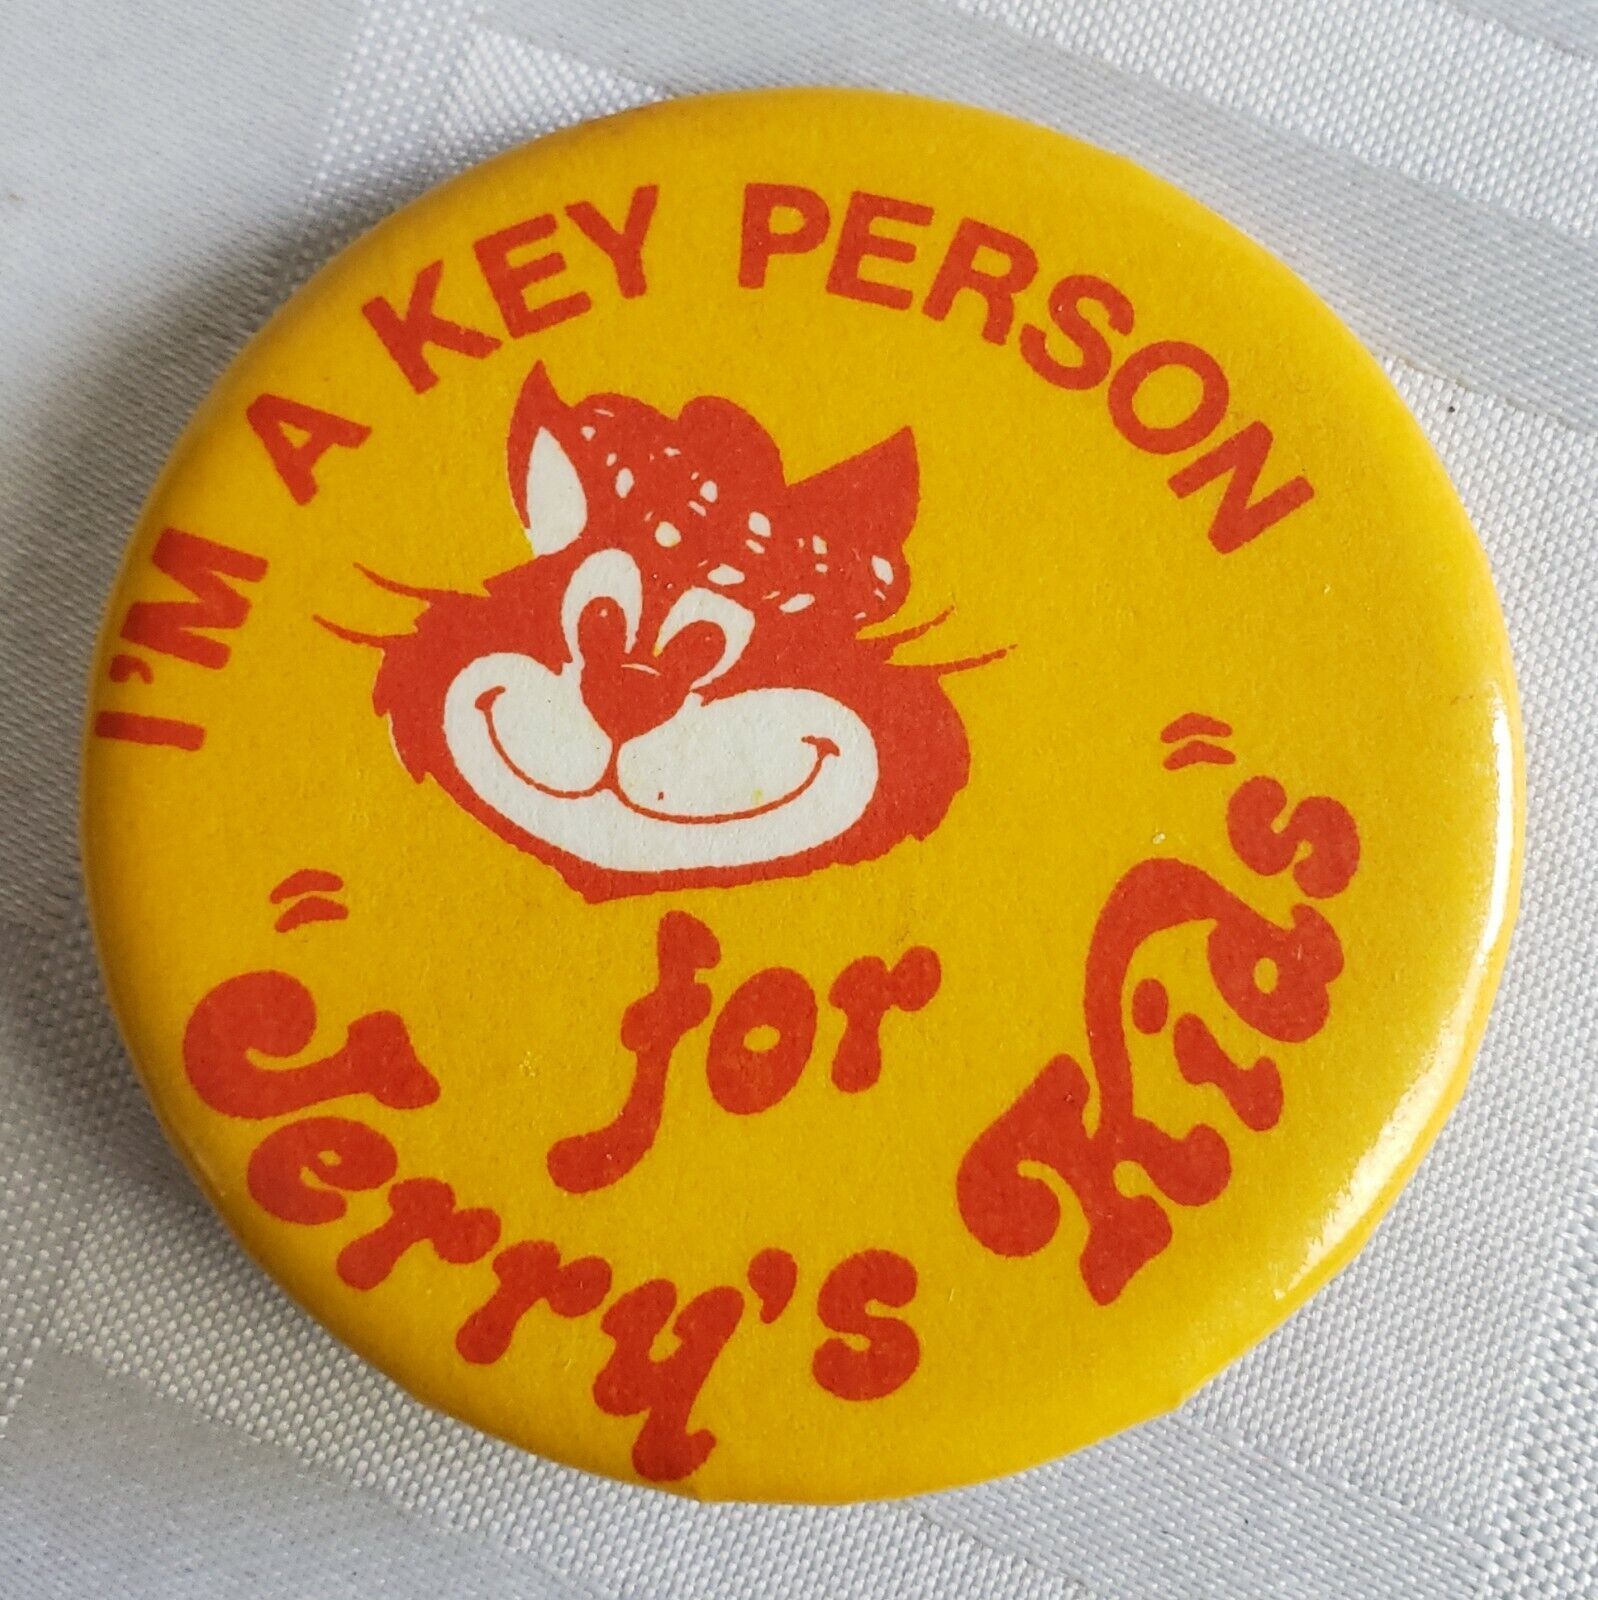 I'M A KEY PERSON
for
"Jerry's Kids"